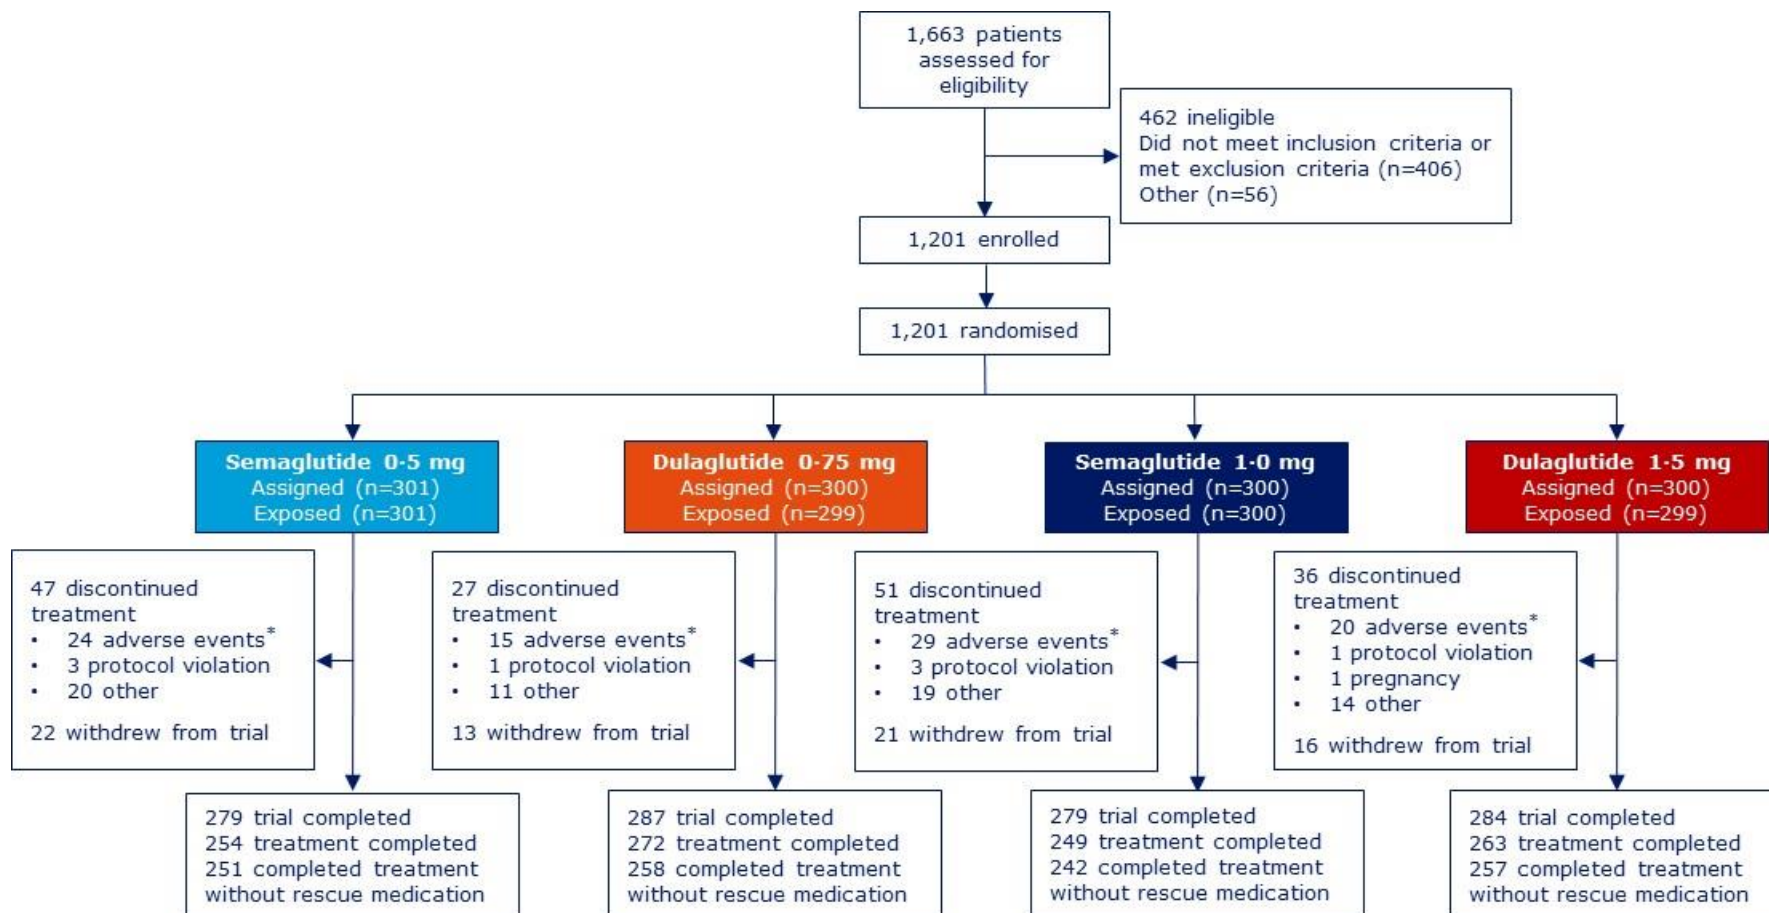 1,663 patients
assessed for
eligibility
462 ineligible
Did not meet inclusion criteria or
met exclusion criteria (n=406)
Other (n=56)
1,201 enrolled
1,201 randomised
Semaglutide 0·5 mg
Assigned (n=301)
Exposed (n=301)
Dulaglutide 0·75 mg
Assigned (n=300)
Exposed (n=299)
Semaglutide 1·0 mg
Assigned (n=300)
Exposed (n=300)
Dulaglutide 1·5 mg
Assigned (n=300)
Exposed (n=299)
47 discontinued
treatment
• 24 adverse events*
• 3 protocol violation
• 20 other
22 withdrew from trial
27 discontinued
treatment
• 15 adverse events*
• 1 protocol violation
• 11 other
13 withdrew from trial
51 discontinued
treatment
• 29 adverse events*
• 3 protocol violation
• 19 other
21 withdrew from trial
36 discontinued
treatment
• 20 adverse events*
• 1 protocol violation
• 1 pregnancy
• 14 other
16 withdrew from trial
279 trial completed
254 treatment completed
251 completed treatment
without rescue medication
287 trial completed
272 treatment completed
258 completed treatment
without rescue medication
279 trial completed
249 treatment completed
242 completed treatment
without rescue medication
284 trial completed
263 treatment completed
257 completed treatment
without rescue medication